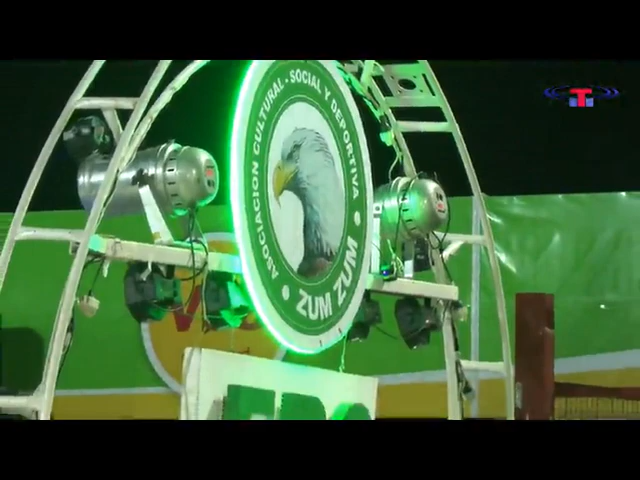 ASOCIACION CULTURAL - SOCIAL Y DEPORTIVA
ZUM ZUM
T